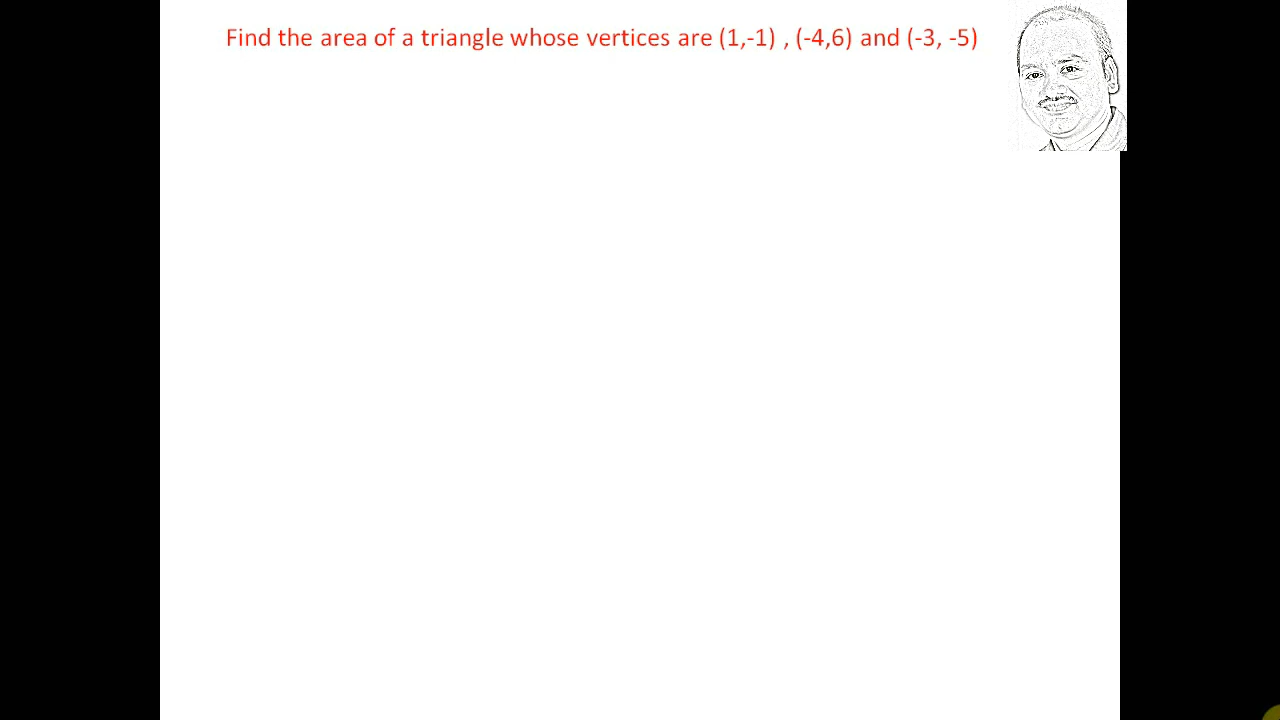 Find the area of a triangle whose vertices are (1,-1) , (-4,6) and (-3, -5)